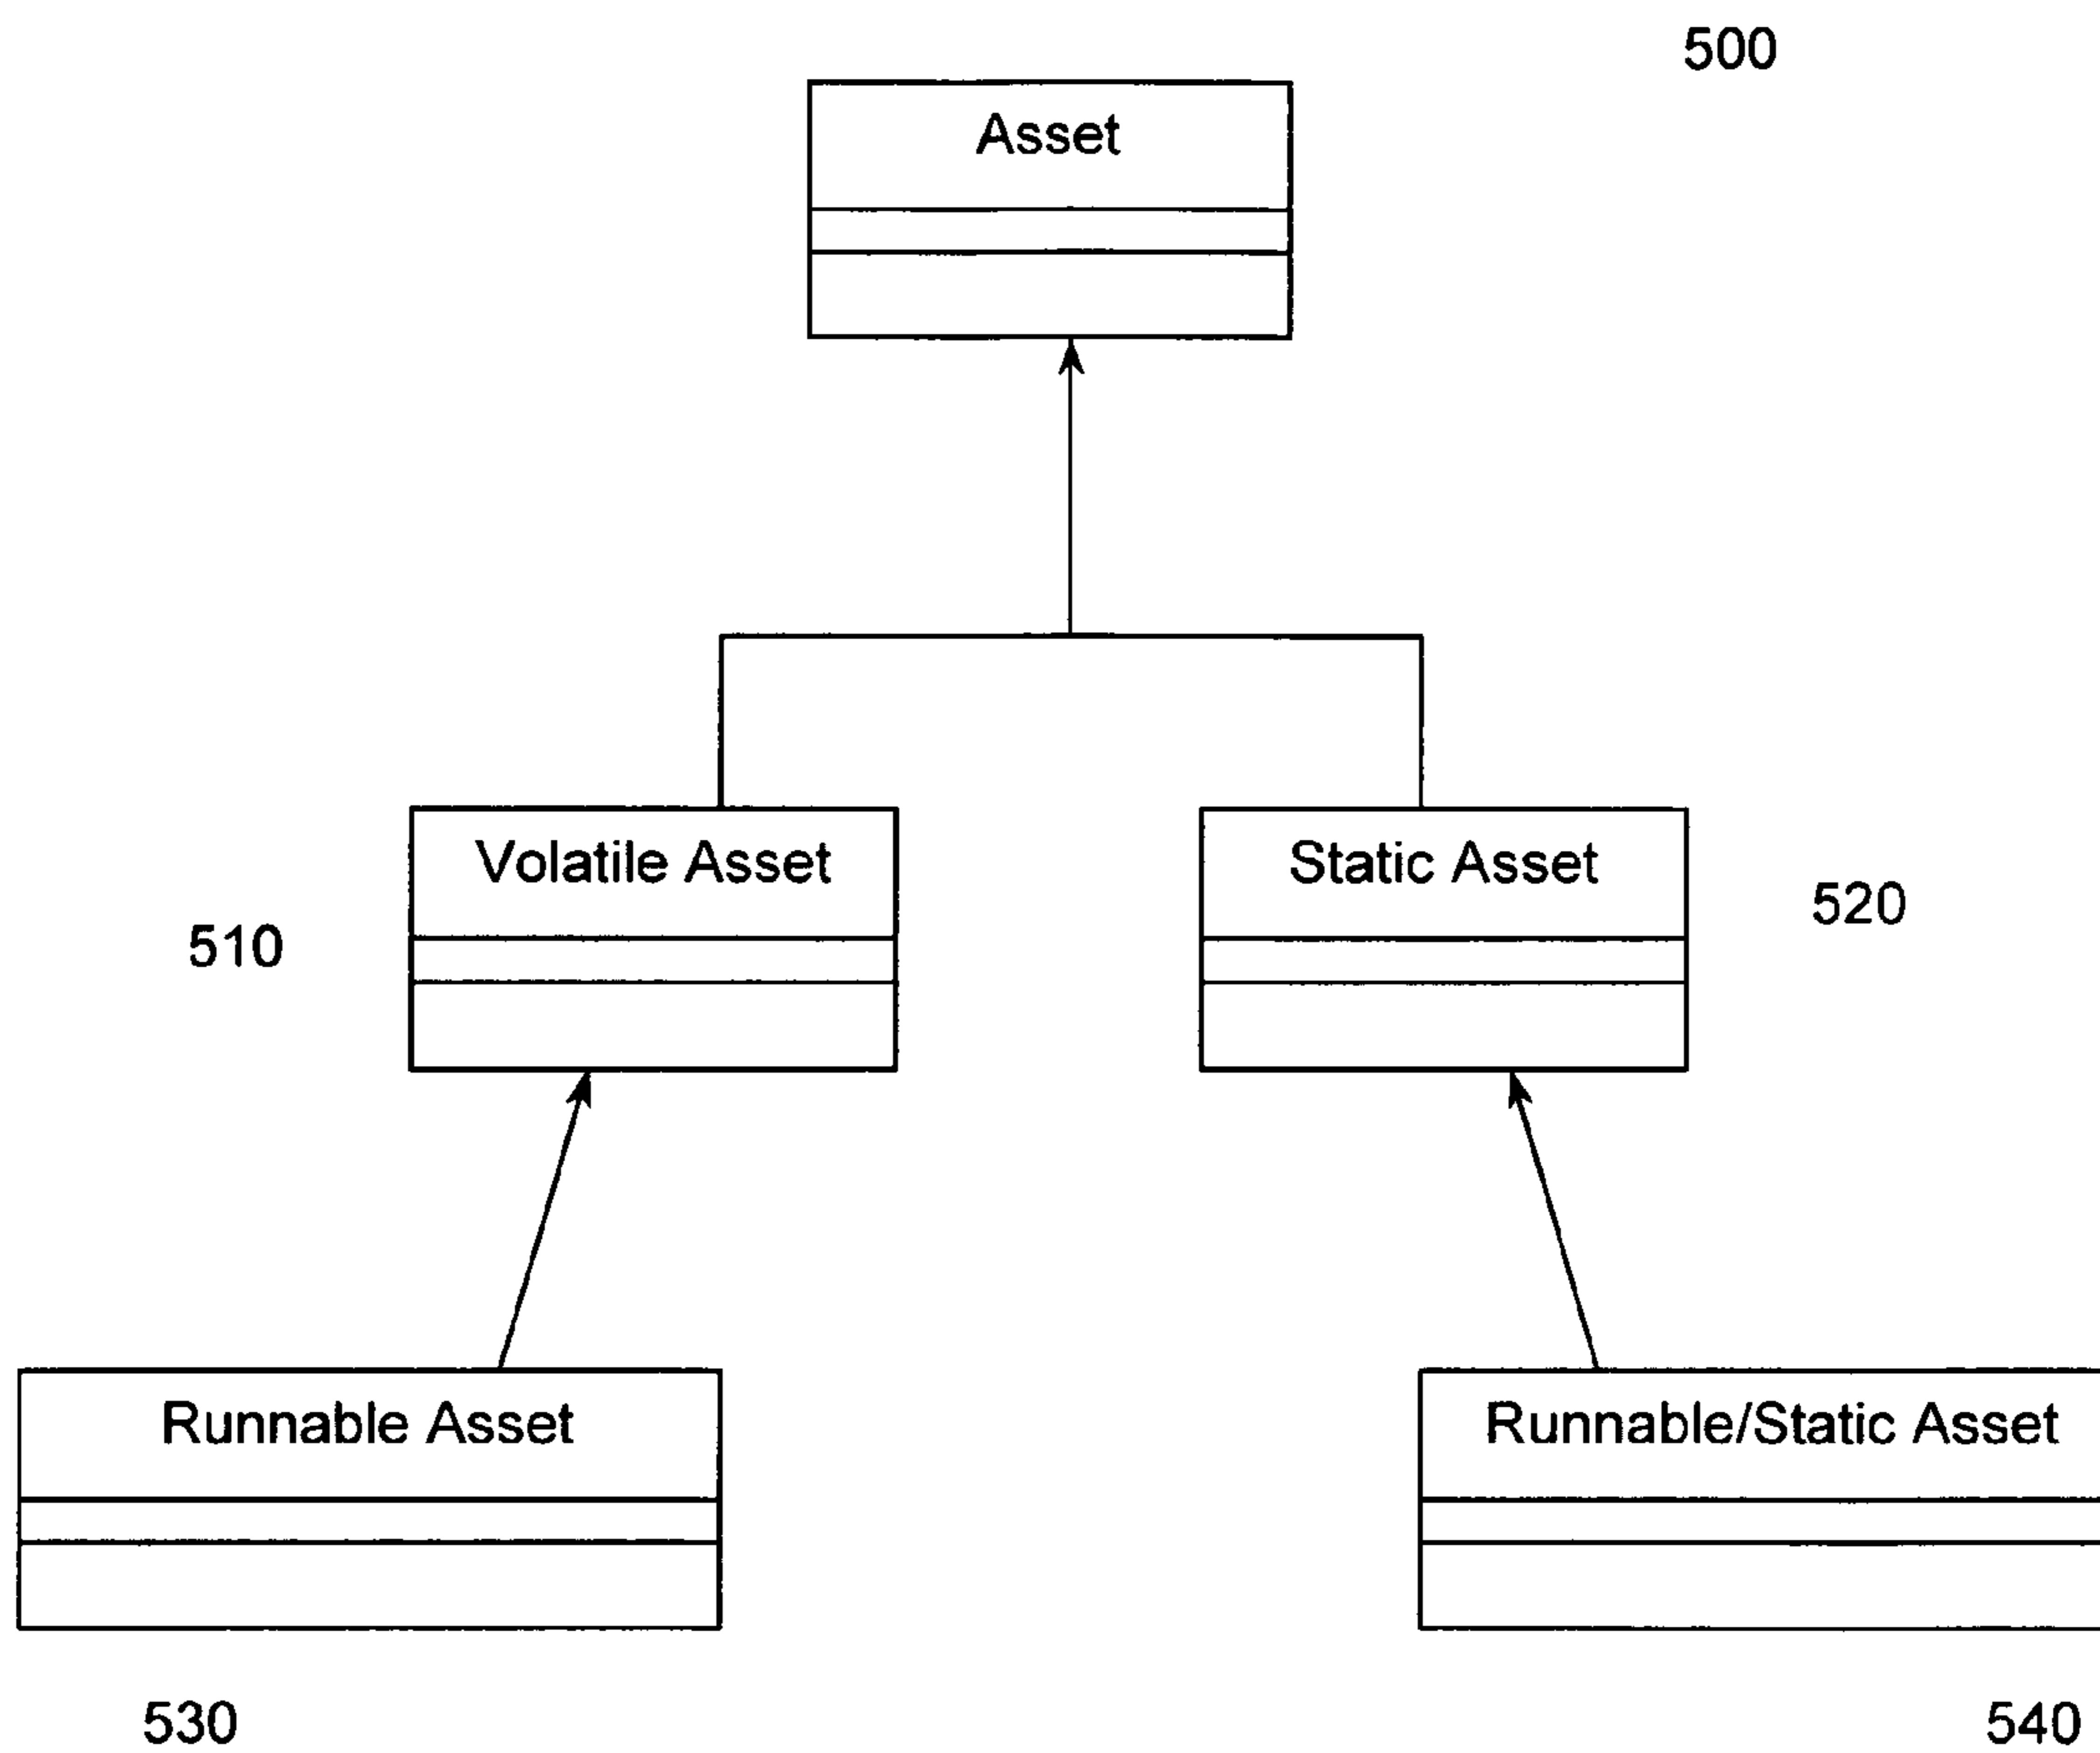 500
Asset
Volatile Asset
Static Asset
510
520
Runnable Asset
Runnable/Static Asset
530
540